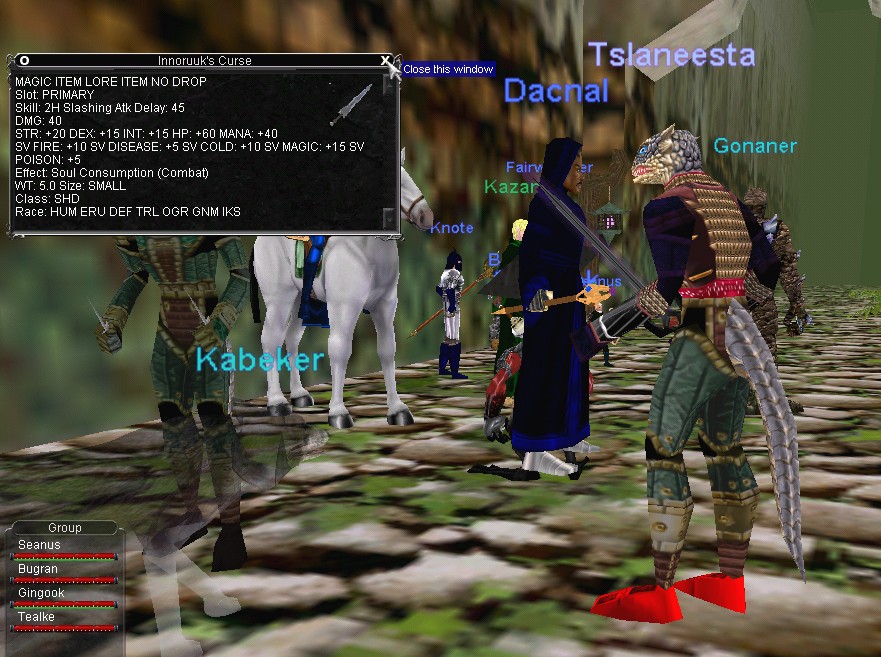 Innoruuk's Curse
Close this window
MAGIC ITEM LORE ITEM NO DROP
Slot: PRIMARY
Skill: 2H Slashing Atk Delay: 45
DMG: 40
STR: +20 DEX: +15 INT: +15 HP: +60 MANA: +40
SV FIRE: +10 SV DISEASE: +5 SV COLD: +10 SV MAGIC: +15 SV
POISON: +5
Effect: Soul Consumption (Combat)
WT: 5.0 Size: SMALL
Class: SHD
Race: HUM ERU DEF TRL OGR GNM IKS
Tslaneesta
Dacnal
Gonaner
Knote
Kabeker
Group
Seanus
Bugran
Gingook
Tealke